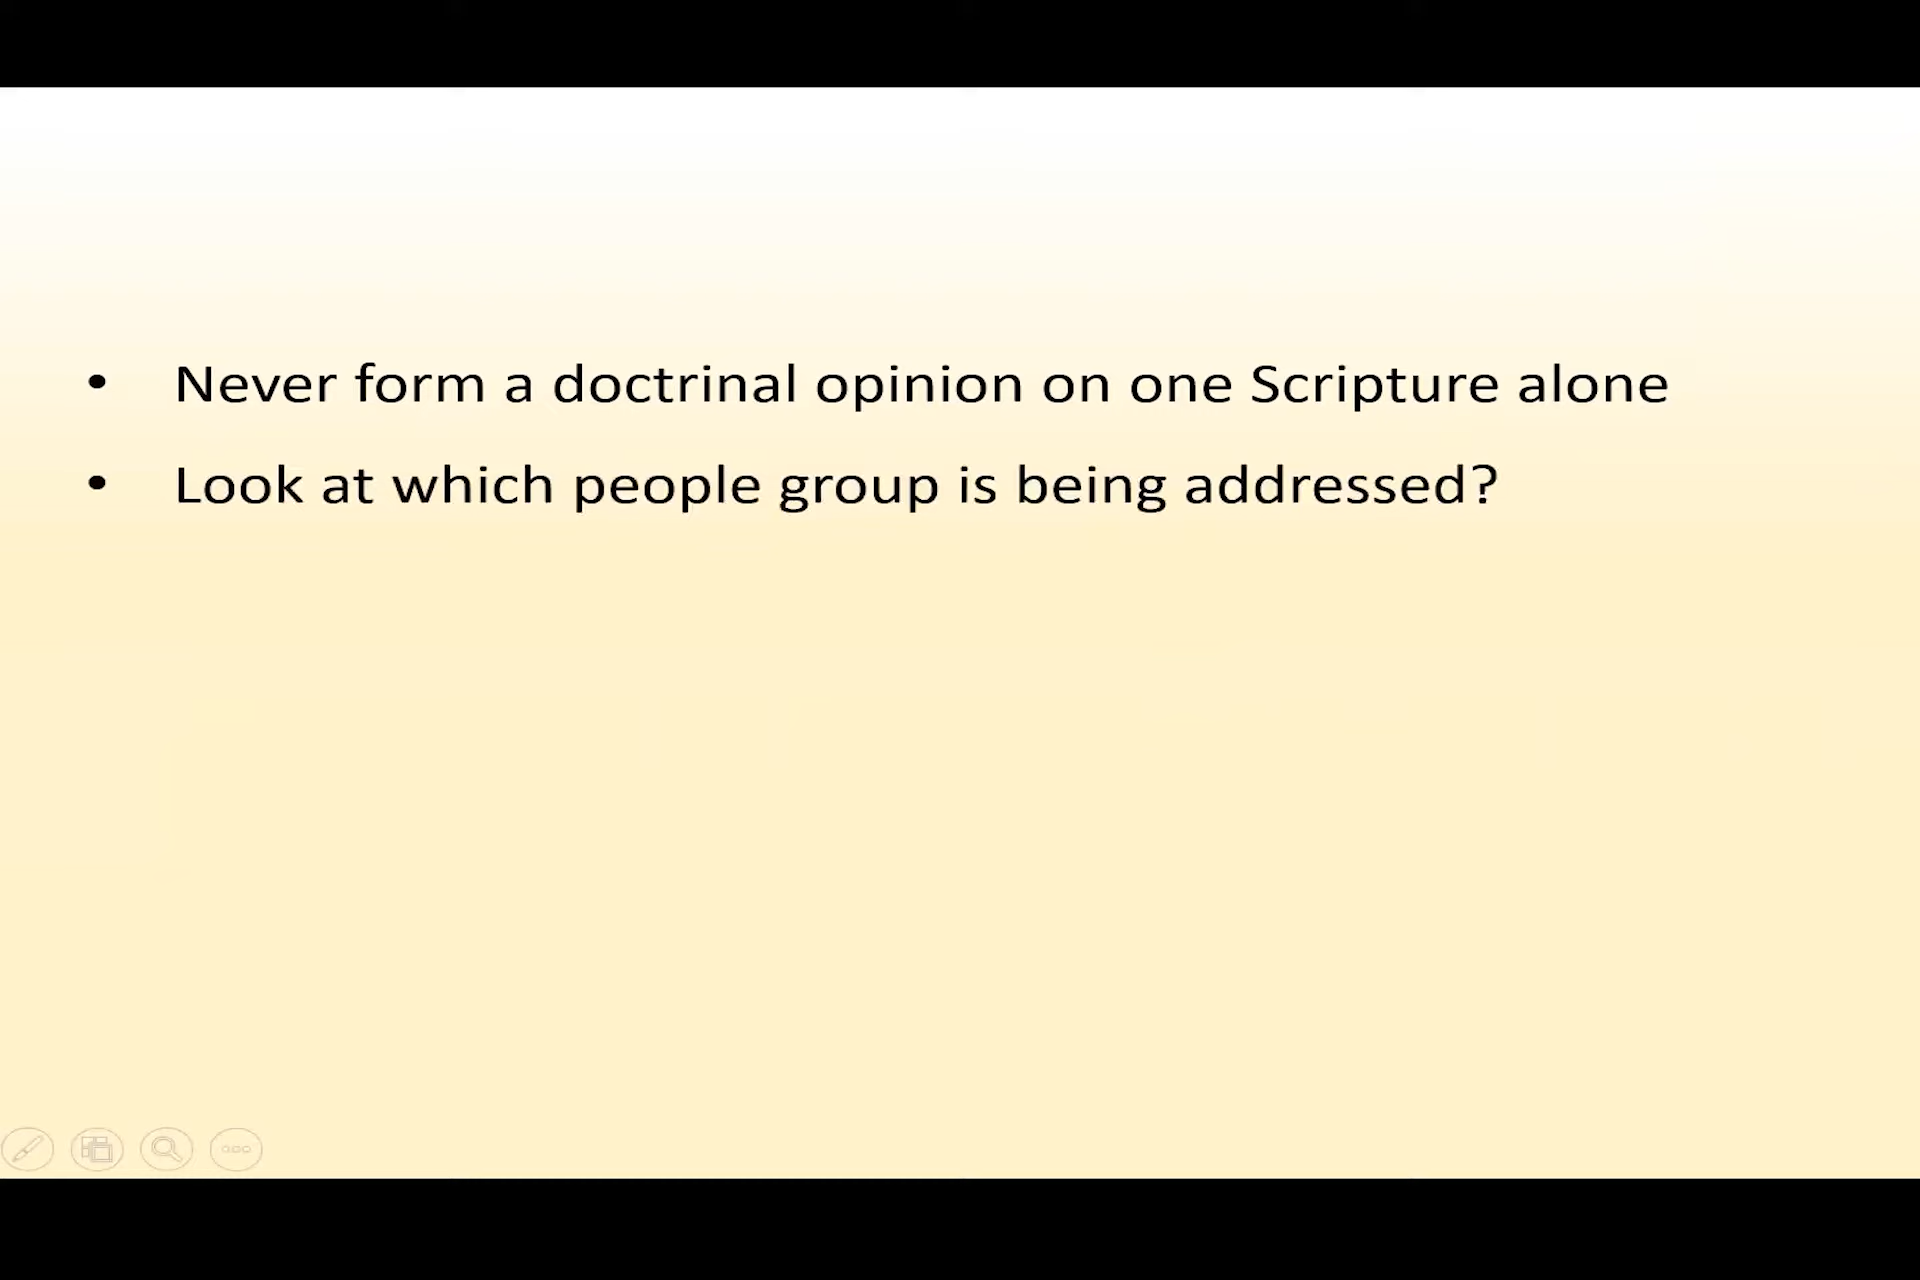 • Never form a doctrinal opinion on one Scripture alone
• Look at which people group is being addressed?